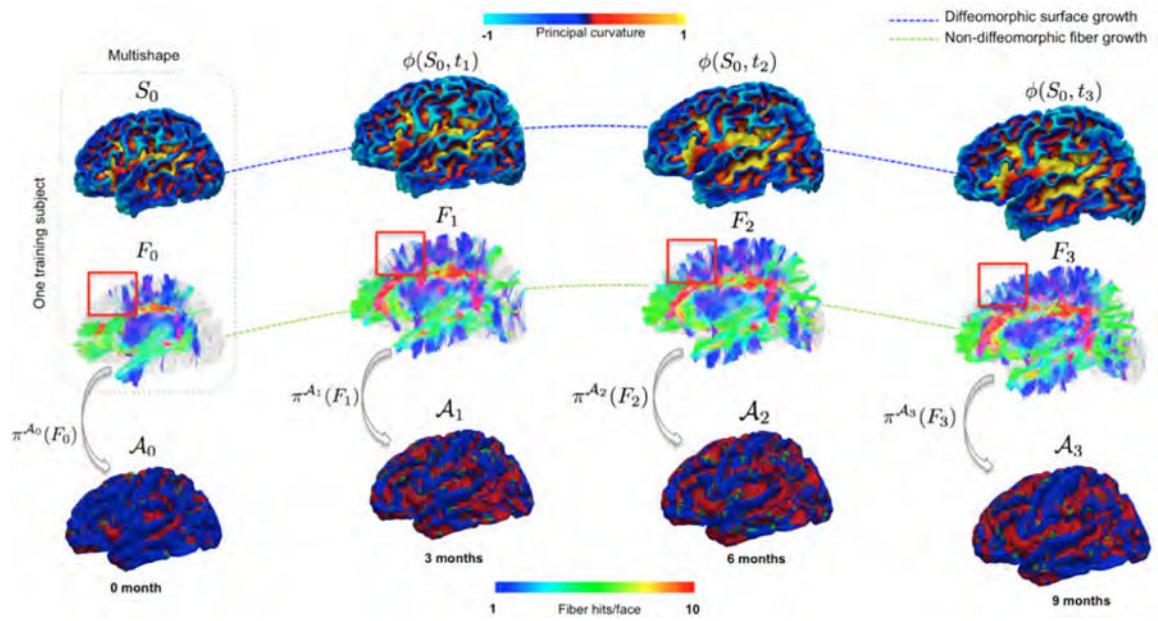 -1 Principal curvature 1
Diffeomorphic surface growth
Non-diffeomorphic fiber growth
Multishape
One training subject
S₀
ϕ(S₀, t₁)
ϕ(S₀, t₂)
ϕ(S₀, t₃)
F₀
F₁
F₂
F₃
π^𝒜₀(F₀)
π^𝒜₁(F₁)
π^𝒜₂(F₂)
π^𝒜₃(F₃)
𝒜₀
𝒜₁
𝒜₂
𝒜₃
0 month
3 months
6 months
9 months
1 Fiber hits/face 10